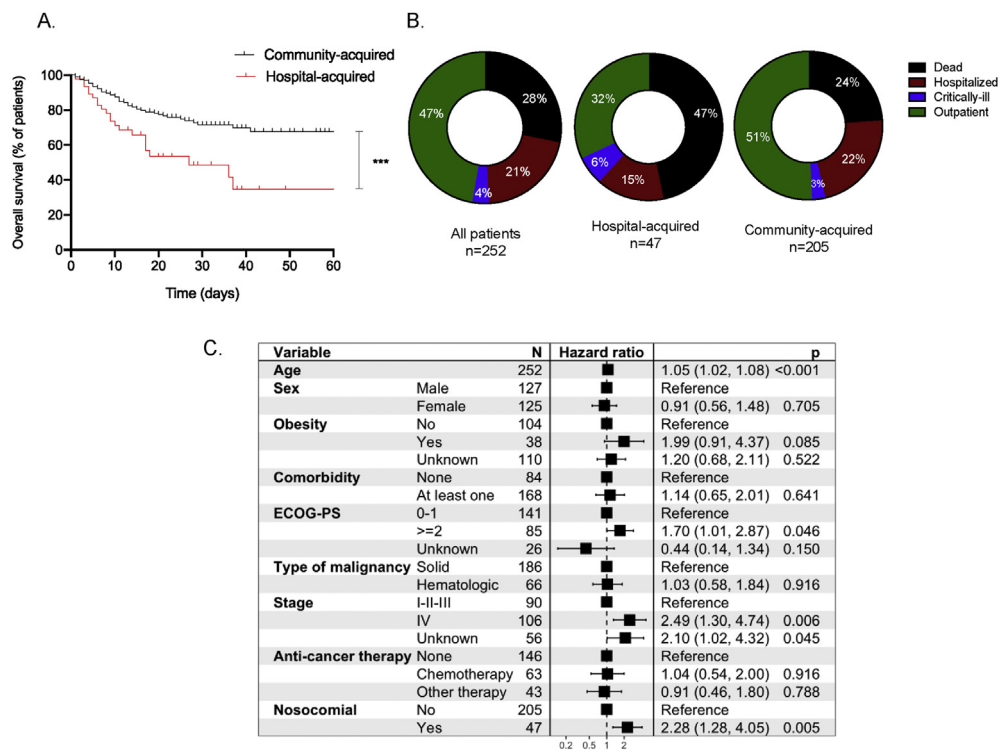 A.
Community-acquired
Hospital-acquired
Overall survival (% of patients)
100
80
60
40
20
0
0 10 20 30 40 50 60
Time (days)
***
B.
47% 28% 21% 4%
All patients
n=252
32% 47% 15% 6%
Hospital-acquired
n=47
51% 24% 22% 3%
Community-acquired
n=205
Dead
Hospitalized
Critically-ill
Outpatient
C.
Variable N Hazard ratio p
Age 252 1.05 (1.02, 1.08) <0.001
Sex Male 127 Reference
Female 125 0.91 (0.56, 1.48) 0.705
Obesity No 104 Reference
Yes 38 1.99 (0.91, 4.37) 0.085
Unknown 110 1.20 (0.68, 2.11) 0.522
Comorbidity None 84 Reference
At least one 168 1.14 (0.65, 2.01) 0.641
ECOG-PS 0-1 141 Reference
>=2 85 1.70 (1.01, 2.87) 0.046
Unknown 26 0.44 (0.14, 1.34) 0.150
Type of malignancy Solid 186 Reference
Hematologic 66 1.03 (0.58, 1.84) 0.916
Stage I-II-III 90 Reference
IV 106 2.49 (1.30, 4.74) 0.006
Unknown 56 2.10 (1.02, 4.32) 0.045
Anti-cancer therapy None 146 Reference
Chemotherapy 63 1.04 (0.54, 2.00) 0.916
Other therapy 43 0.91 (0.46, 1.80) 0.788
Nosocomial No 205 Reference
Yes 47 2.28 (1.28, 4.05) 0.005
0.2 0.5 1 2